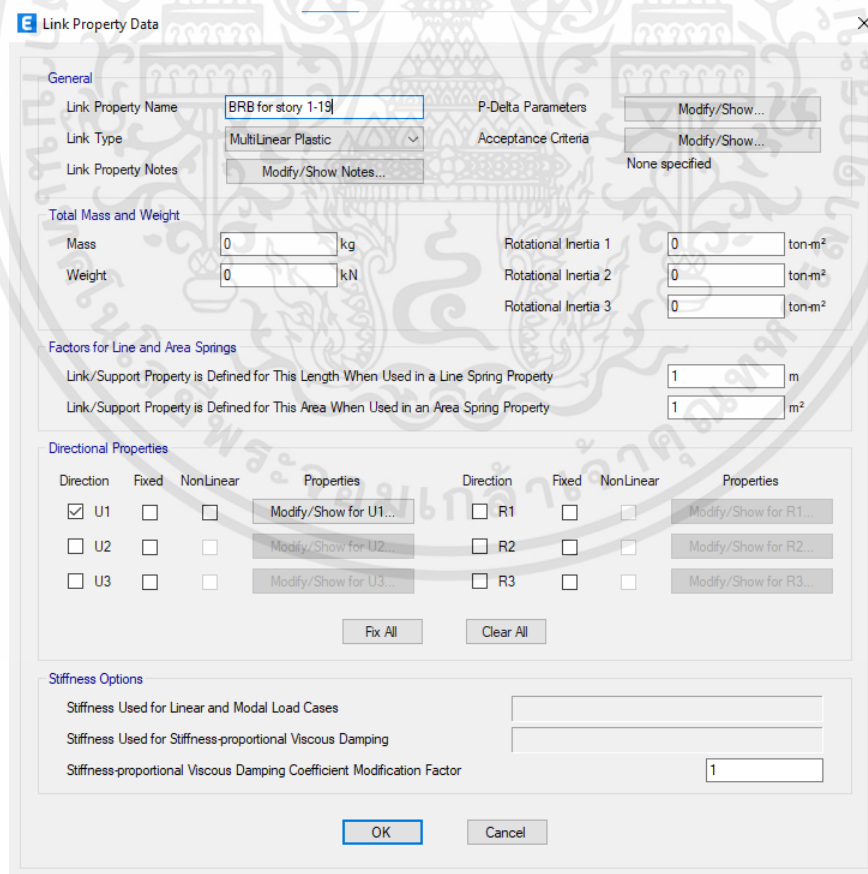 E Link Property Data
General
Link Property Name BRB for story 1-19 P-Delta Parameters Modify/Show...
Link Type MultiLinear Plastic Acceptance Criteria Modify/Show...
Link Property Notes Modify/Show Notes... None specified
Total Mass and Weight
Mass 0 kg Rotational Inertia 1 0 ton-m²
Weight 0 kN Rotational Inertia 2 0 ton-m²
Rotational Inertia 3 0 ton-m²
Factors for Line and Area Springs
Link/Support Property is Defined for This Length When Used in a Line Spring Property 1 m
Link/Support Property is Defined for This Area When Used in an Area Spring Property 1 m²
Directional Properties
Direction Fixed NonLinear Properties Direction Fixed NonLinear Properties
U1 Modify/Show for U1... R1 Modify/Show for R1...
U2 Modify/Show for U2... R2 Modify/Show for R2...
U3 Modify/Show for U3... R3 Modify/Show for R3...
Fix All Clear All
Stiffness Options
Stiffness Used for Linear and Modal Load Cases
Stiffness Used for Stiffness-proportional Viscous Damping
Stiffness-proportional Viscous Damping Coefficient Modification Factor 1
OK Cancel